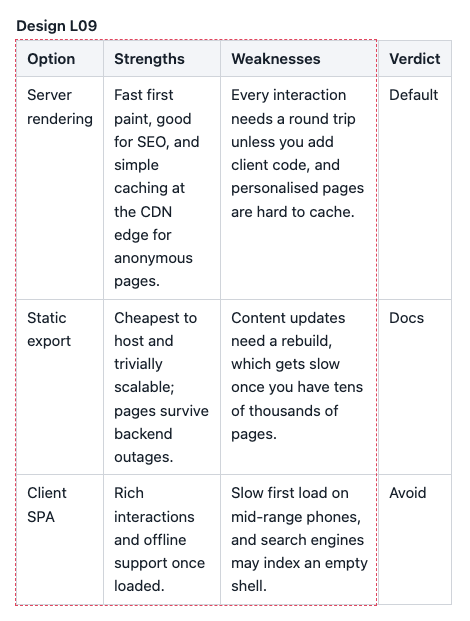 Design L09
Option Strengths Weaknesses Verdict
Server rendering
Fast first paint, good for SEO, and simple caching at the CDN edge for anonymous pages.
Every interaction needs a round trip unless you add client code, and personalised pages are hard to cache.
Default
Static export
Cheapest to host and trivially scalable; pages survive backend outages.
Content updates need a rebuild, which gets slow once you have tens of thousands of pages.
Docs
Client SPA
Rich interactions and offline support once loaded.
Slow first load on mid-range phones, and search engines may index an empty shell.
Avoid